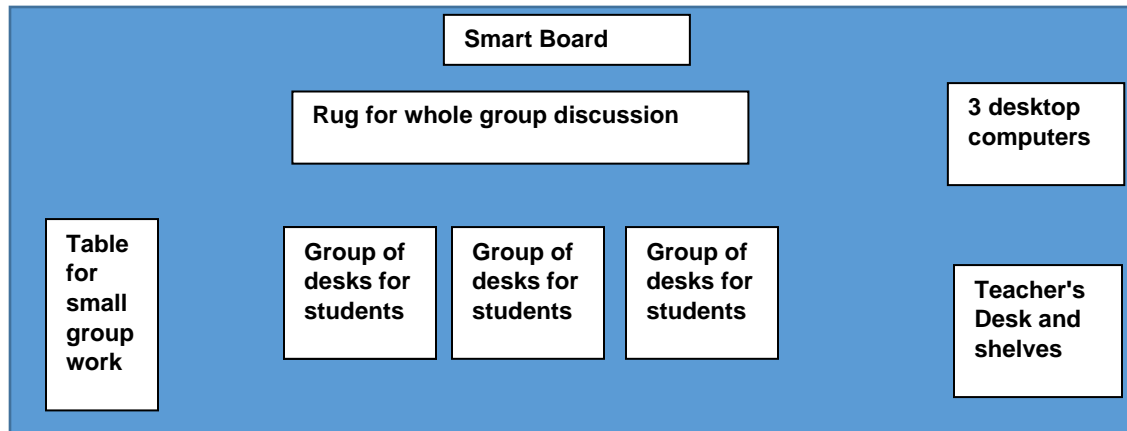 Smart Board
Rug for whole group discussion
3 desktop
computers
Table
for
small
group
work
Group of
desks for
students
Group of
desks for
students
Group of
desks for
students
Teacher's
Desk and
shelves